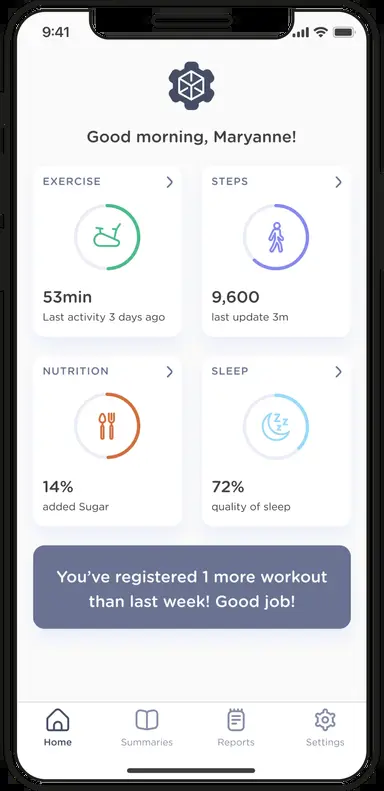 9:41
Good morning, Maryanne!
EXERCISE
53min
Last activity 3 days ago
STEPS
9,600
last update 3m
NUTRITION
14%
added Sugar
SLEEP
72%
quality of sleep
You’ve registered 1 more workout
than last week! Good job!
Home
Summaries
Reports
Settings